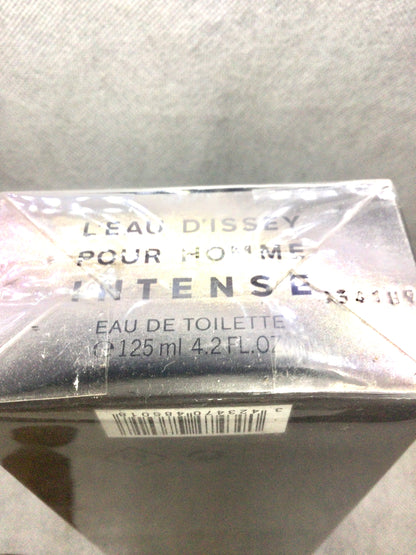 L'EAU D'ISSEY
POUR HOMME
INTENSE
EAU DE TOILETTE
℮ 125 ml 4.2 FL.OZ